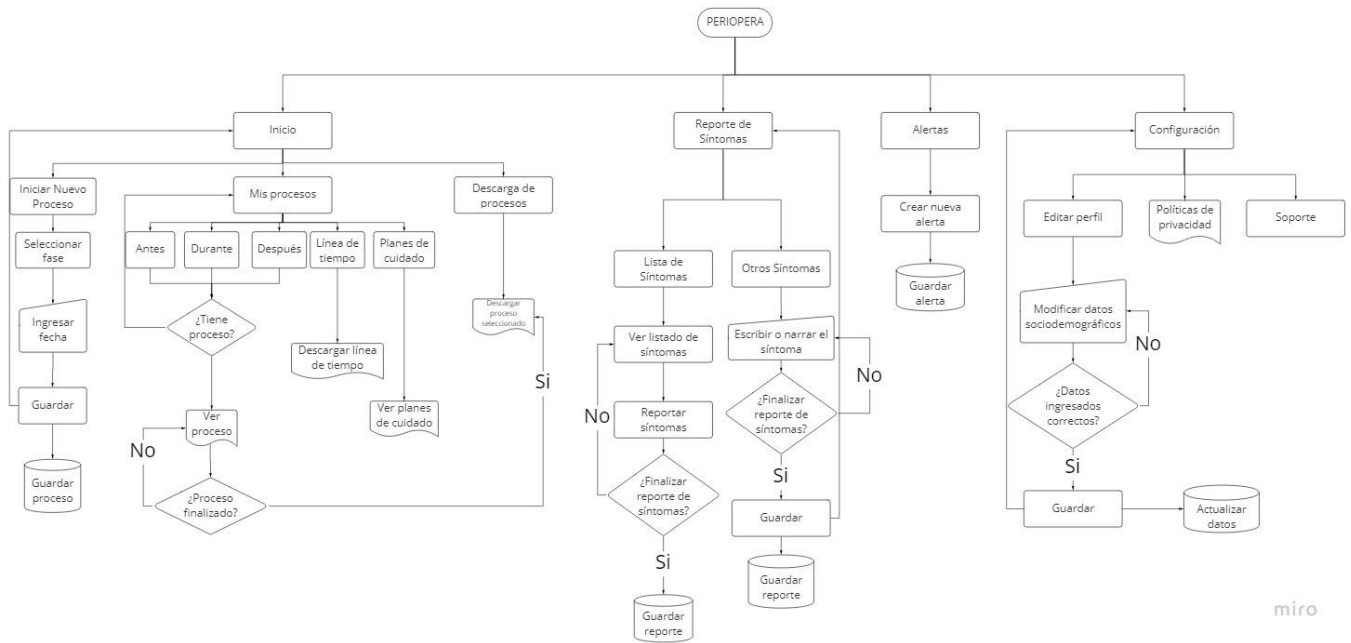 PERIOPERA
Inicio
Reporte de
Síntomas
Alertas
Configuración
Iniciar Nuevo
Proceso
Mis procesos
Descarga de
procesos
Crear nueva
alerta
Editar perfil
Políticas de
privacidad
Soporte
Seleccionar
fase
Antes
Durante
Después
Línea de
tiempo
Planes de
cuidado
Lista de
Síntomas
Otros Síntomas
Guardar
alerta
Ingresar
fecha
¿Tiene
proceso?
Descargar
proceso
seleccionado
Ver listado de
síntomas
Escribir o narrar el
síntoma
Modificar datos
sociodemográficos
No
Descargar línea
de tiempo
Si
No
Guardar
Ver
proceso
Ver planes
de cuidado
No
Reportar
síntomas
¿Finalizar
reporte de
síntomas?
¿Datos
ingresados
correctos?
No
Si
Si
Guardar
proceso
¿Proceso
finalizado?
¿Finalizar
reporte de
síntomas?
Guardar
Guardar
Actualizar
datos
Si
Guardar
reporte
Guardar
reporte
miro